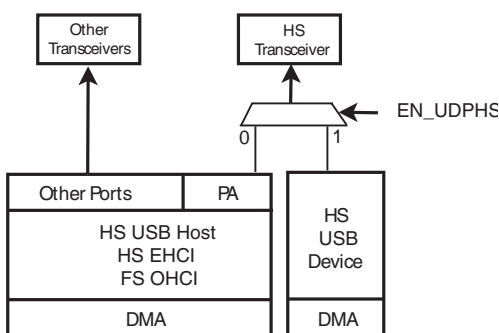 Other
Transceivers
HS
Transceiver
EN_UDPHS
0
1
Other Ports
PA
HS USB Host
HS EHCI
FS OHCI
DMA
HS
USB
Device
DMA